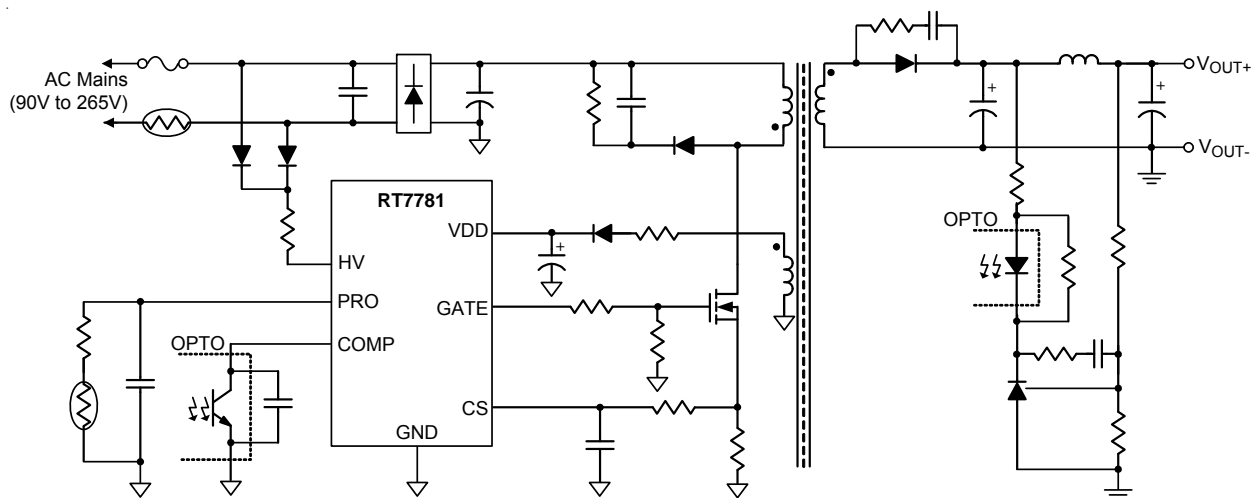 AC Mains
(90V to 265V)
+
+
VOUT+
+
VOUT-
RT7781
VDD
+
OPTO
HV
PRO
GATE
COMP
OPTO
CS
GND